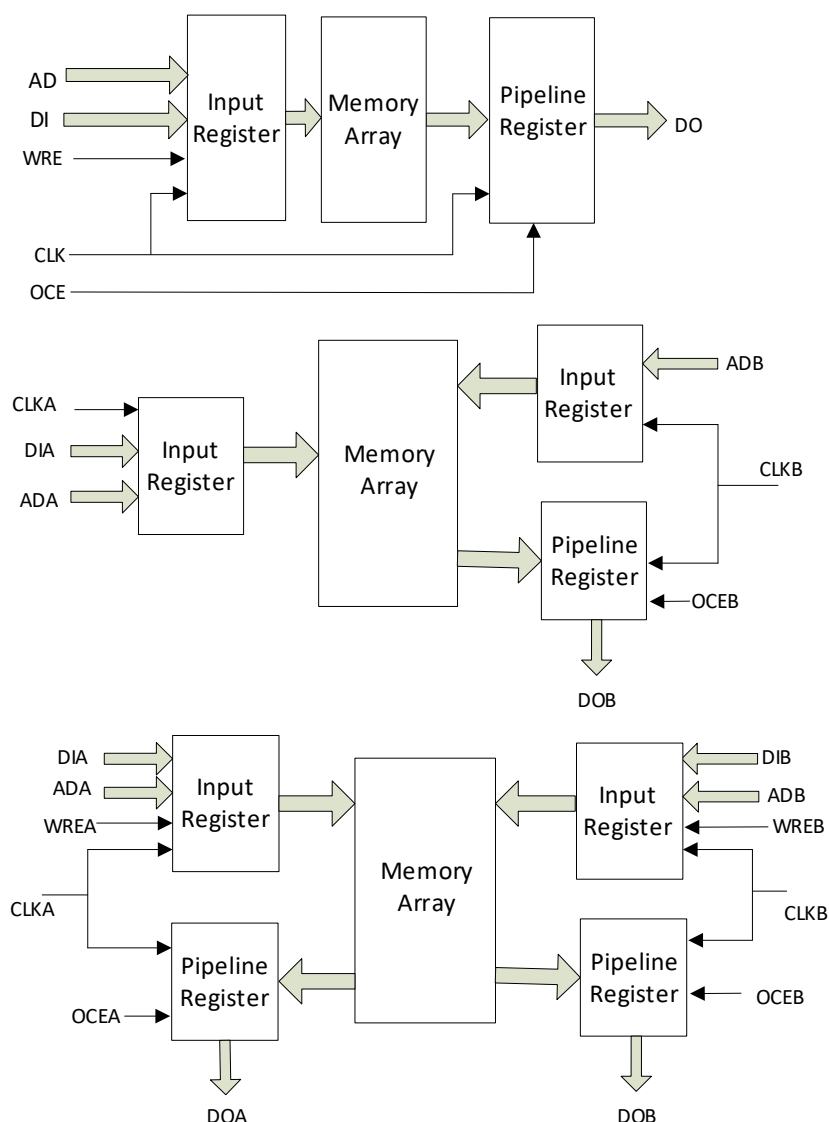 AD
DI
WRE
CLK
OCE
Input
Register
Memory
Array
Pipeline
Register
DO
CLKA
DIA
ADA
Input
Register
Memory
Array
Input
Register
ADB
CLKB
Pipeline
Register
OCEB
DOB
DIA
ADA
WREA
CLKA
OCEA
Input
Register
Pipeline
Register
DOA
Memory
Array
Input
Register
DIB
ADB
WREB
CLKB
Pipeline
Register
OCEB
DOB